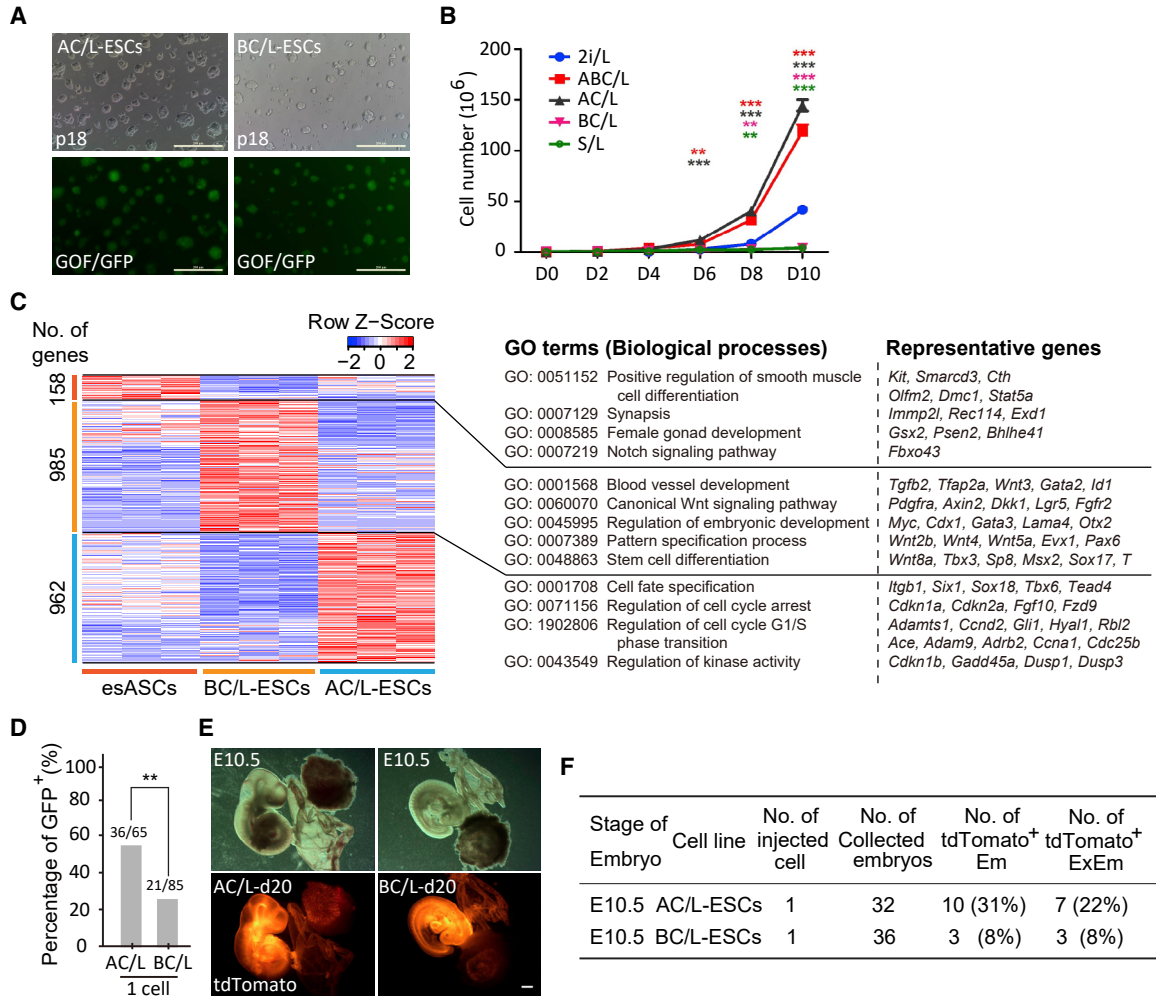 A
AC/L-ESCs
BC/L-ESCs
p18
GOF/GFP
GOF/GFP
B
Cell number (10^6)
200
150
100
50
0
2i/L
ABC/L
AC/L
BC/L
S/L
**
***
***
***
**
**
***
***
***
***
D0 D2 D4 D6 D8 D10
C
No. of
genes
Row Z−Score
−2 0 2
158
985
962
esASCs BC/L-ESCs AC/L-ESCs
GO terms (Biological processes) Representative genes
GO: 0051152 Positive regulation of smooth muscle Kit, Smarcd3, Cth
cell differentiation Olfm2, Dmc1, Stat5a
GO: 0007129 Synapsis Immp2l, Rec114, Exd1
GO: 0008585 Female gonad development Gsx2, Psen2, Bhlhe41
GO: 0007219 Notch signaling pathway Fbxo43
GO: 0001568 Blood vessel development Tgfb2, Tfap2a, Wnt3, Gata2, Id1
GO: 0060070 Canonical Wnt signaling pathway Pdgfra, Axin2, Dkk1, Lgr5, Fgfr2
GO: 0045995 Regulation of embryonic development Myc, Cdx1, Gata3, Lama4, Otx2
GO: 0007389 Pattern specification process Wnt2b, Wnt4, Wnt5a, Evx1, Pax6
GO: 0048863 Stem cell differentiation Wnt8a, Tbx3, Sp8, Msx2, Sox17, T
GO: 0001708 Cell fate specification Itgb1, Six1, Sox18, Tbx6, Tead4
GO: 0071156 Regulation of cell cycle arrest Cdkn1a, Cdkn2a, Fgf10, Fzd9
GO: 1902806 Regulation of cell cycle G1/S Adamts1, Ccnd2, Gli1, Hyal1, Rbl2
phase transition Ace, Adam9, Adrb2, Ccna1, Cdc25b
GO: 0043549 Regulation of kinase activity Cdkn1b, Gadd45a, Dusp1, Dusp3
D
Percentage of GFP+ (%)
100
80
60
40
20
0
**
36/65
21/85
AC/L BC/L
1 cell
E
E10.5
E10.5
AC/L-d20
BC/L-d20
tdTomato
F
Stage of Embryo Cell line No. of injected cell No. of Collected embryos No. of tdTomato+ Em No. of tdTomato+ ExEm
E10.5 AC/L-ESCs 1 32 10 (31%) 7 (22%)
E10.5 BC/L-ESCs 1 36 3 (8%) 3 (8%)